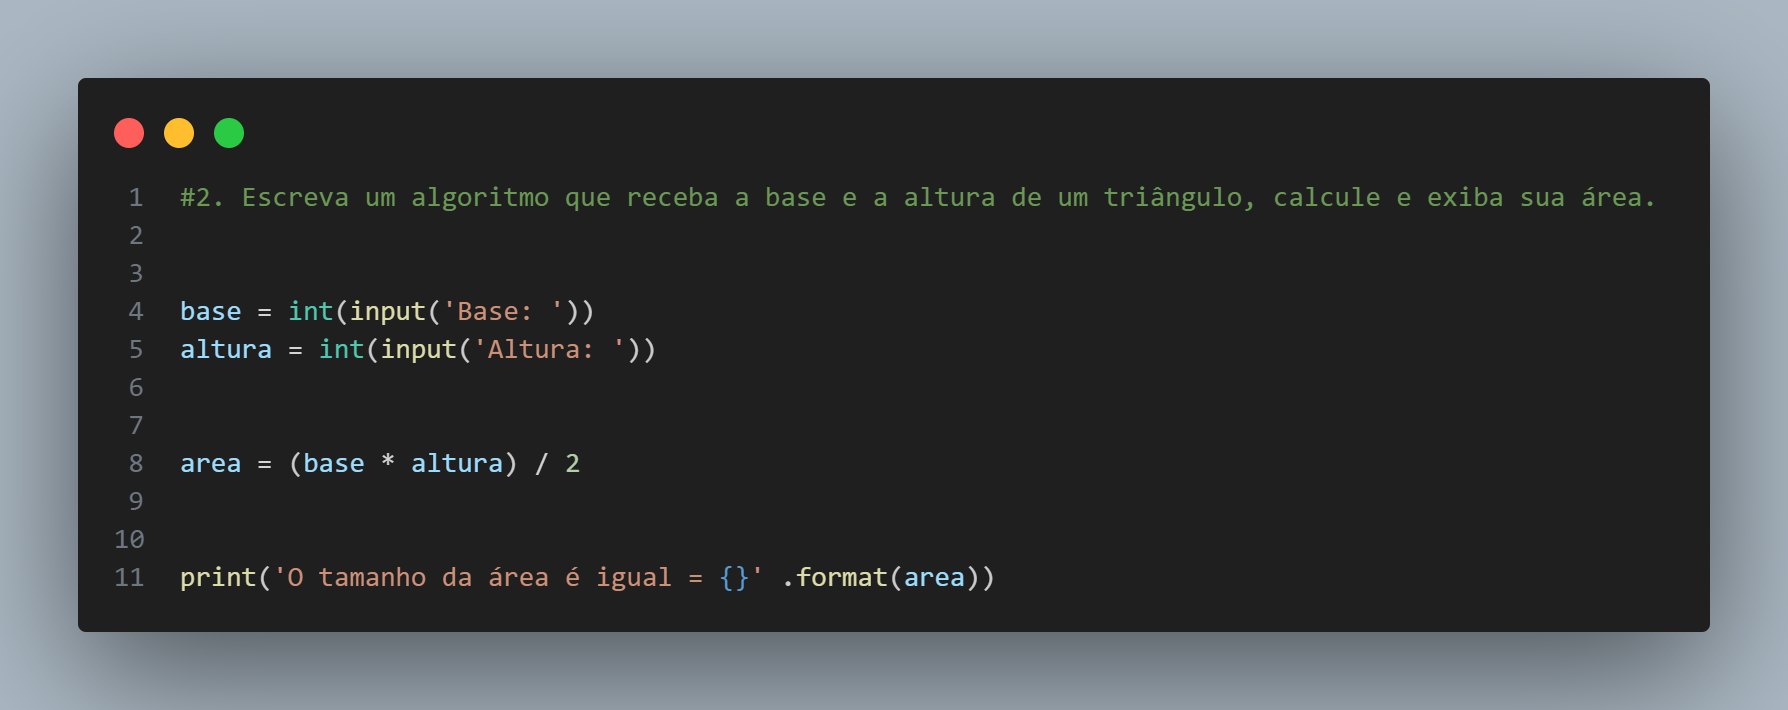 1 #2. Escreva um algoritmo que receba a base e a altura de um triângulo, calcule e exiba sua área.
2
3
4 base = int(input('Base: '))
5 altura = int(input('Altura: '))
6
7
8 area = (base * altura) / 2
9
10
11 print('O tamanho da área é igual = {}' .format(area))